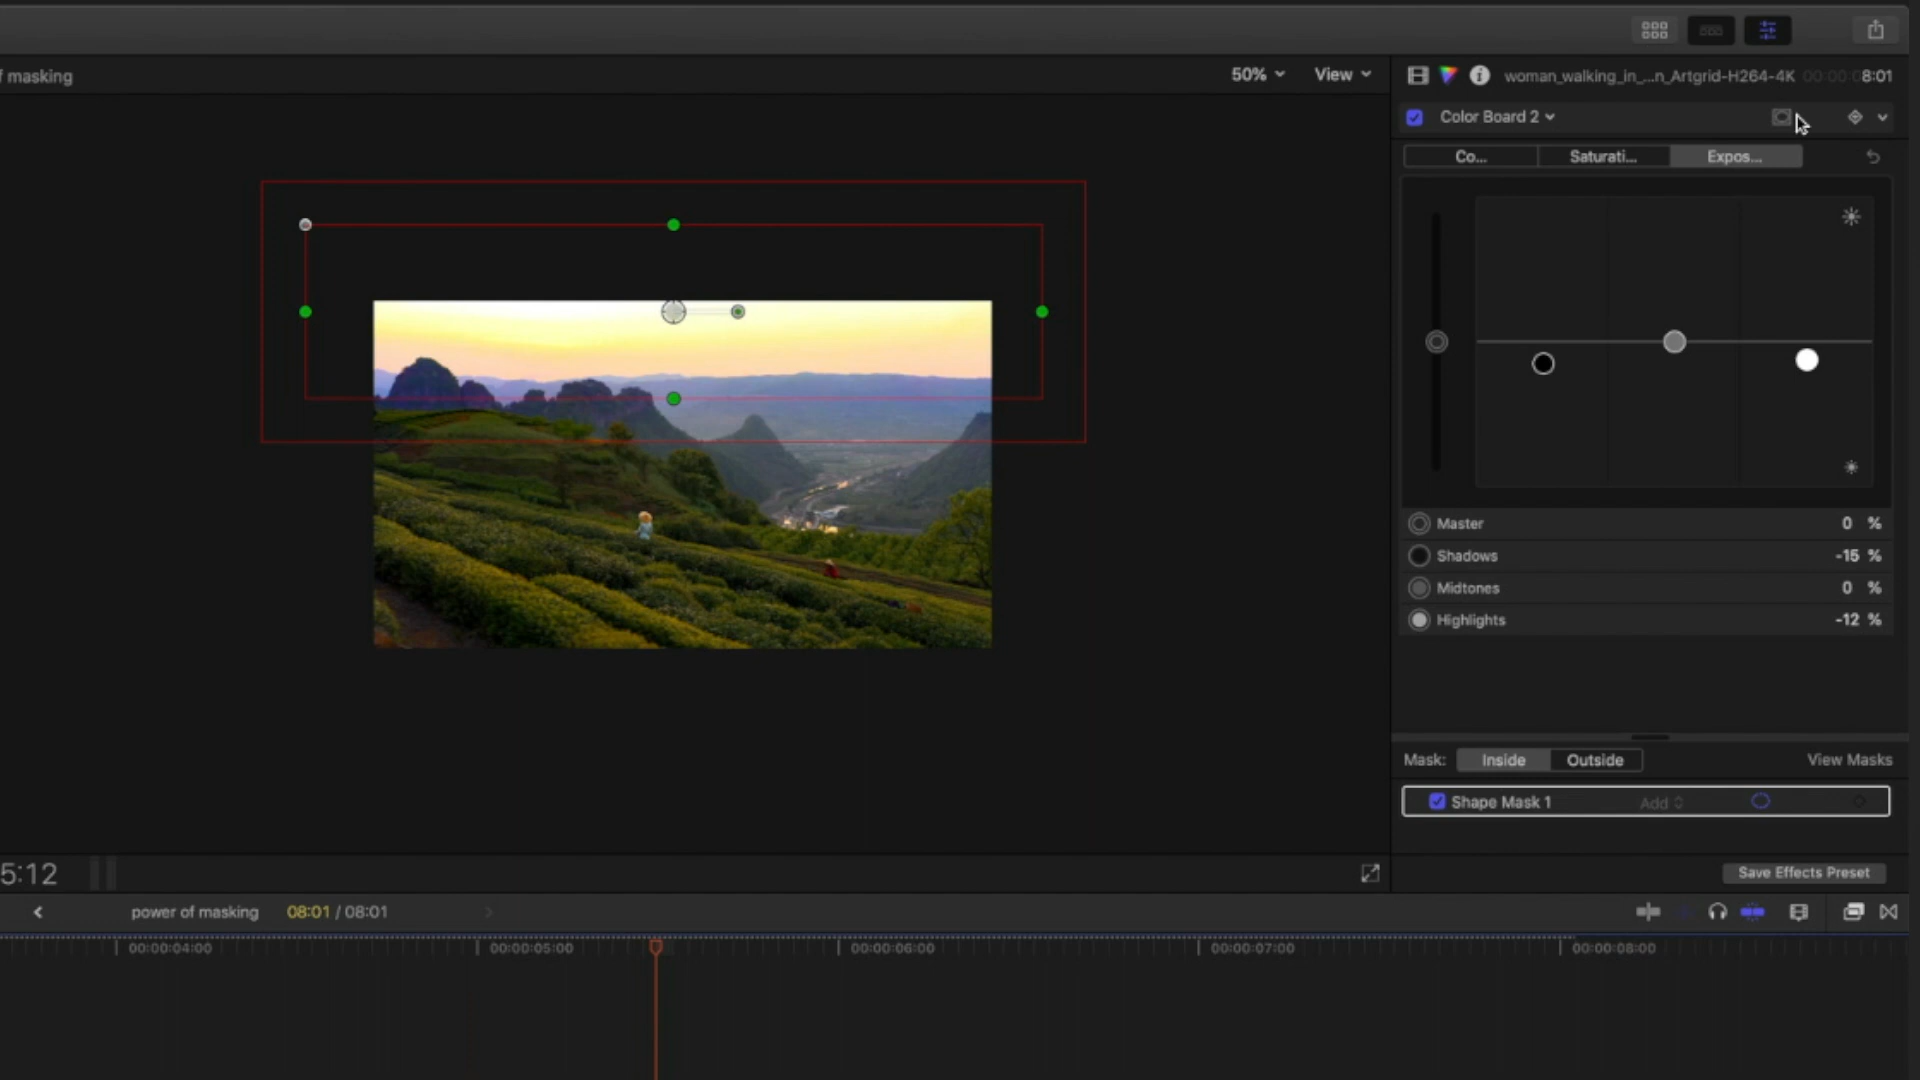 f masking
50%
View
woman_walking_in_...n_Artgrid-H264-4K 00:00:08:01
Color Board 2
Co...
Saturati...
Expos...
Master 0 %
Shadows -15 %
Midtones 0 %
Highlights -12 %
Mask:
Inside
Outside
View Masks
Shape Mask 1
Add
5:12
Save Effects Preset
power of masking
08:01 / 08:01
00:00:04:00
00:00:05:00
00:00:06:00
00:00:07:00
00:00:08:00